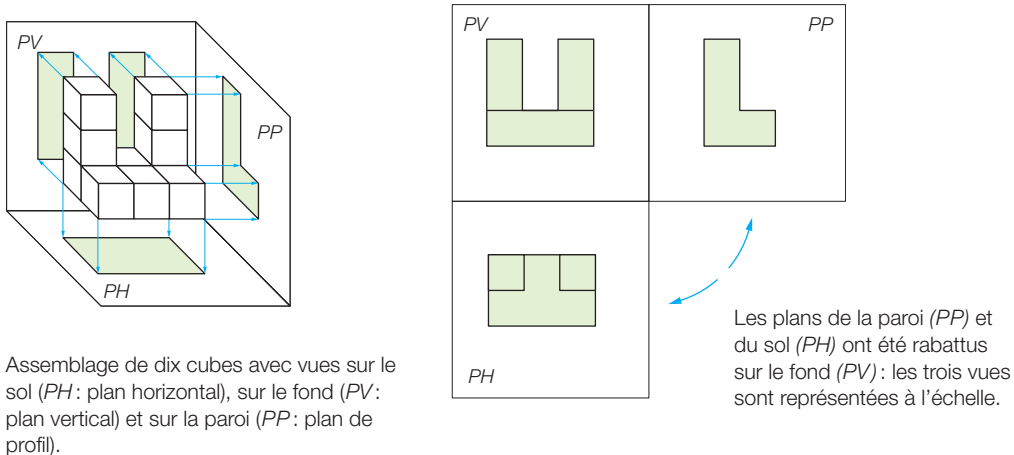 PV
PP
PH
Assemblage de dix cubes avec vues sur le
sol (PH : plan horizontal), sur le fond (PV :
plan vertical) et sur la paroi (PP : plan de
profil).
PV
PP
PH
Les plans de la paroi (PP) et
du sol (PH) ont été rabattus
sur le fond (PV) : les trois vues
sont représentées à l’échelle.